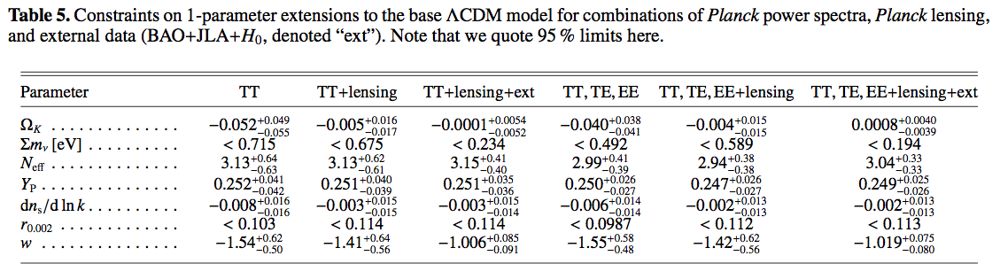 Table 5. Constraints on 1-parameter extensions to the base ΛCDM model for combinations of Planck power spectra, Planck lensing,
and external data (BAO+JLA+H₀, denoted “ext”). Note that we quote 95 % limits here.
Parameter TT TT+lensing TT+lensing+ext TT, TE, EE TT, TE, EE+lensing TT, TE, EE+lensing+ext
Ω_K . . . . . . . . . . . . . . −0.052^{+0.049}_{−0.055} −0.005^{+0.016}_{−0.017} −0.0001^{+0.0054}_{−0.0052} −0.040^{+0.038}_{−0.041} −0.004^{+0.015}_{−0.015} 0.0008^{+0.0040}_{−0.0039}
Σm_ν [eV] . . . . . . . . . . < 0.715 < 0.675 < 0.234 < 0.492 < 0.589 < 0.194
N_eff . . . . . . . . . . . . . . 3.13^{+0.64}_{−0.63} 3.13^{+0.62}_{−0.61} 3.15^{+0.41}_{−0.40} 2.99^{+0.41}_{−0.39} 2.94^{+0.38}_{−0.38} 3.04^{+0.33}_{−0.33}
Y_P . . . . . . . . . . . . . . . 0.252^{+0.041}_{−0.042} 0.251^{+0.040}_{−0.039} 0.251^{+0.035}_{−0.036} 0.250^{+0.026}_{−0.027} 0.247^{+0.026}_{−0.027} 0.249^{+0.025}_{−0.026}
dn_s/d ln k . . . . . . . . . . −0.008^{+0.016}_{−0.016} −0.003^{+0.015}_{−0.015} −0.003^{+0.015}_{−0.014} −0.006^{+0.014}_{−0.014} −0.002^{+0.013}_{−0.013} −0.002^{+0.013}_{−0.013}
r_{0.002} . . . . . . . . . . . . . < 0.103 < 0.114 < 0.114 < 0.0987 < 0.112 < 0.113
w . . . . . . . . . . . . . . . . −1.54^{+0.62}_{−0.50} −1.41^{+0.64}_{−0.56} −1.006^{+0.085}_{−0.091} −1.55^{+0.58}_{−0.48} −1.42^{+0.62}_{−0.56} −1.019^{+0.075}_{−0.080}